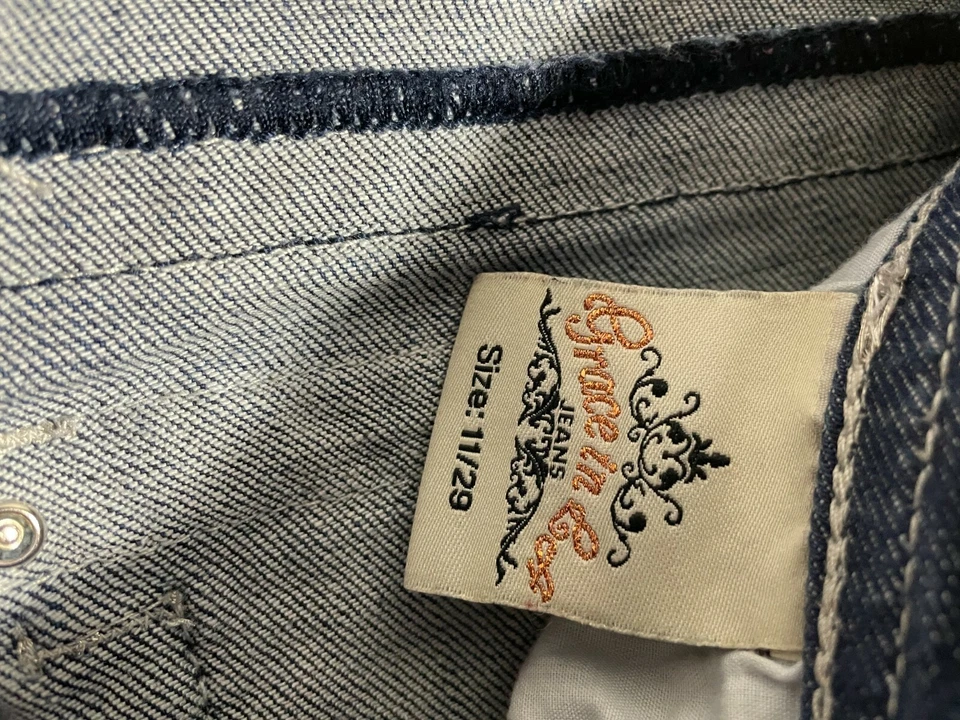 Grace In LA
JEANS
Size: 11/29